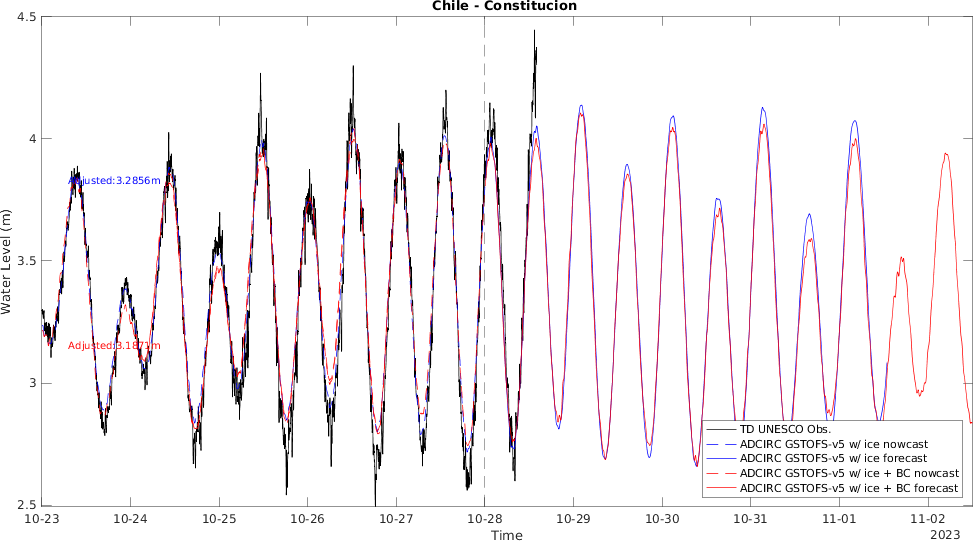 Chile - Constitucion
4.5
4
3.5
3
2.5
Water Level (m)
Adjusted:3.2856m
Adjusted:3.1871m
TD UNESCO Obs.
ADCIRC GSTOFS-v5 w/ ice nowcast
ADCIRC GSTOFS-v5 w/ ice forecast
ADCIRC GSTOFS-v5 w/ ice + BC nowcast
ADCIRC GSTOFS-v5 w/ ice + BC forecast
10-23 10-24 10-25 10-26 10-27 10-28 10-29 10-30 10-31 11-01 11-02
Time
2023